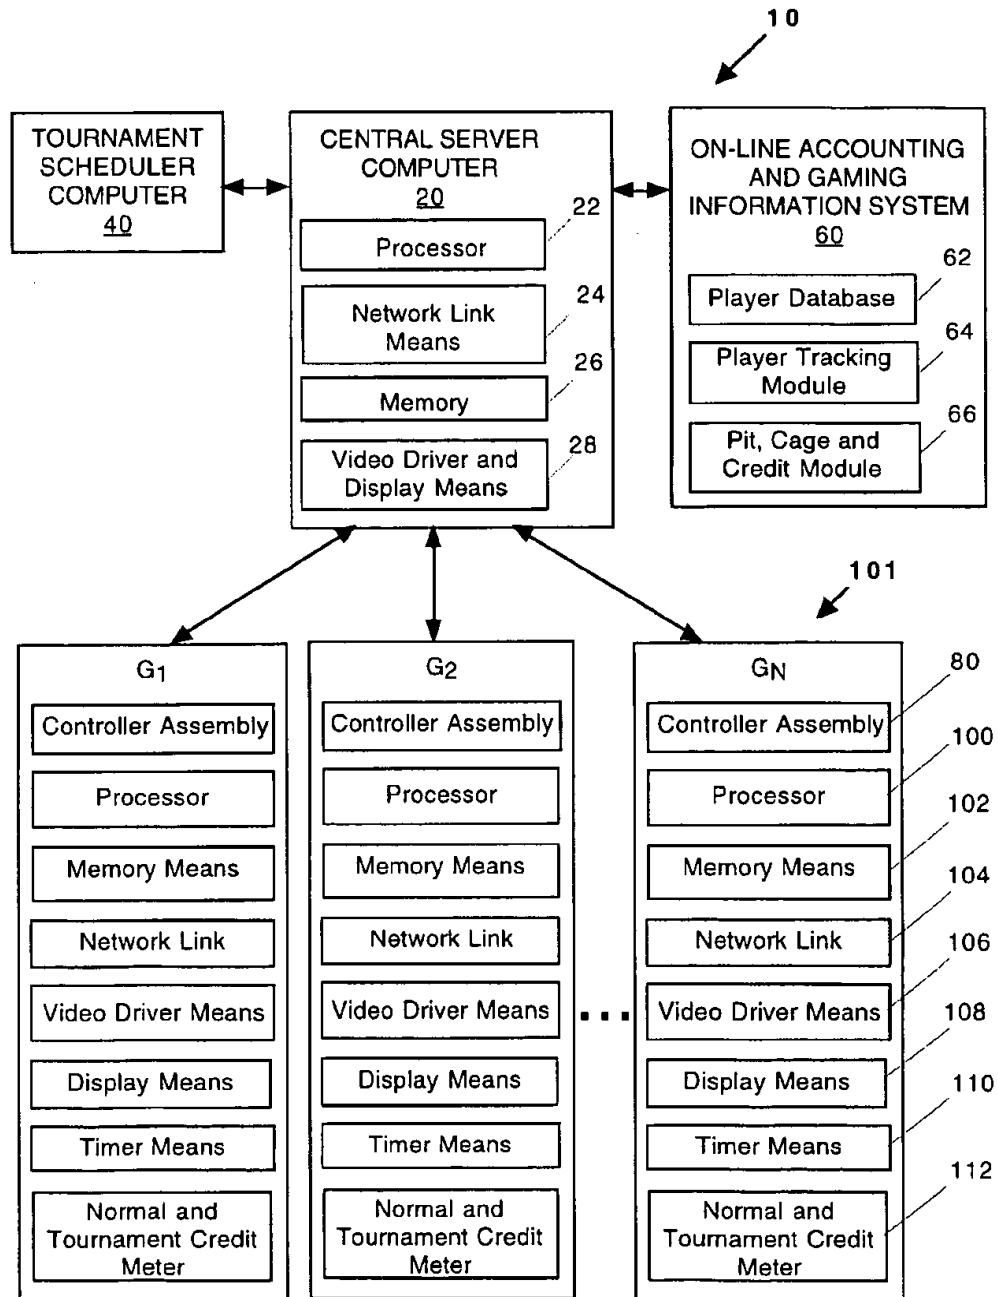 10
TOURNAMENT
SCHEDULER
COMPUTER
40
CENTRAL SERVER
COMPUTER
20
22
Processor
24
Network Link
Means
26
Memory
28
Video Driver and
Display Means
ON-LINE ACCOUNTING
AND GAMING
INFORMATION SYSTEM
60
62
Player Database
64
Player Tracking
Module
66
Pit, Cage and
Credit Module
101
G1
Controller Assembly
Processor
Memory Means
Network Link
Video Driver Means
Display Means
Timer Means
Normal and
Tournament Credit
Meter
G2
Controller Assembly
Processor
Memory Means
Network Link
Video Driver Means
Display Means
Timer Means
Normal and
Tournament Credit
Meter
...
GN
Controller Assembly
80
Processor
100
Memory Means
102
Network Link
104
Video Driver Means
106
Display Means
108
Timer Means
110
Normal and
Tournament Credit
Meter
112